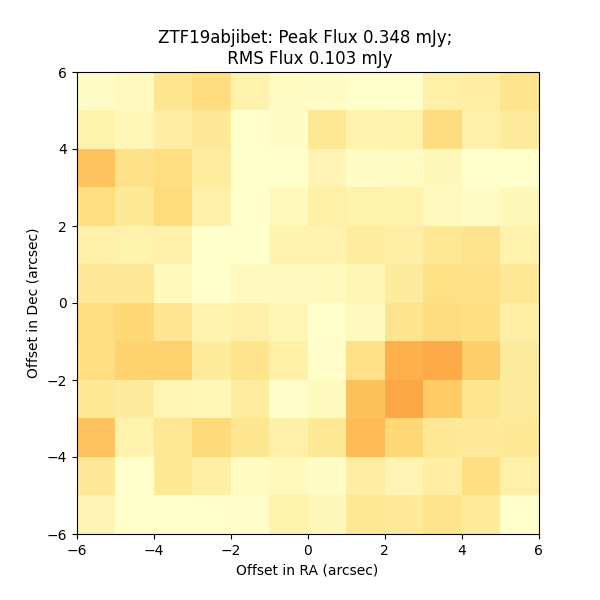 ZTF19abjibet: Peak Flux 0.348 mJy;
RMS Flux 0.103 mJy
6
4
2
0
−2
−4
−6
Offset in Dec (arcsec)
−6 −4 −2 0 2 4 6
Offset in RA (arcsec)